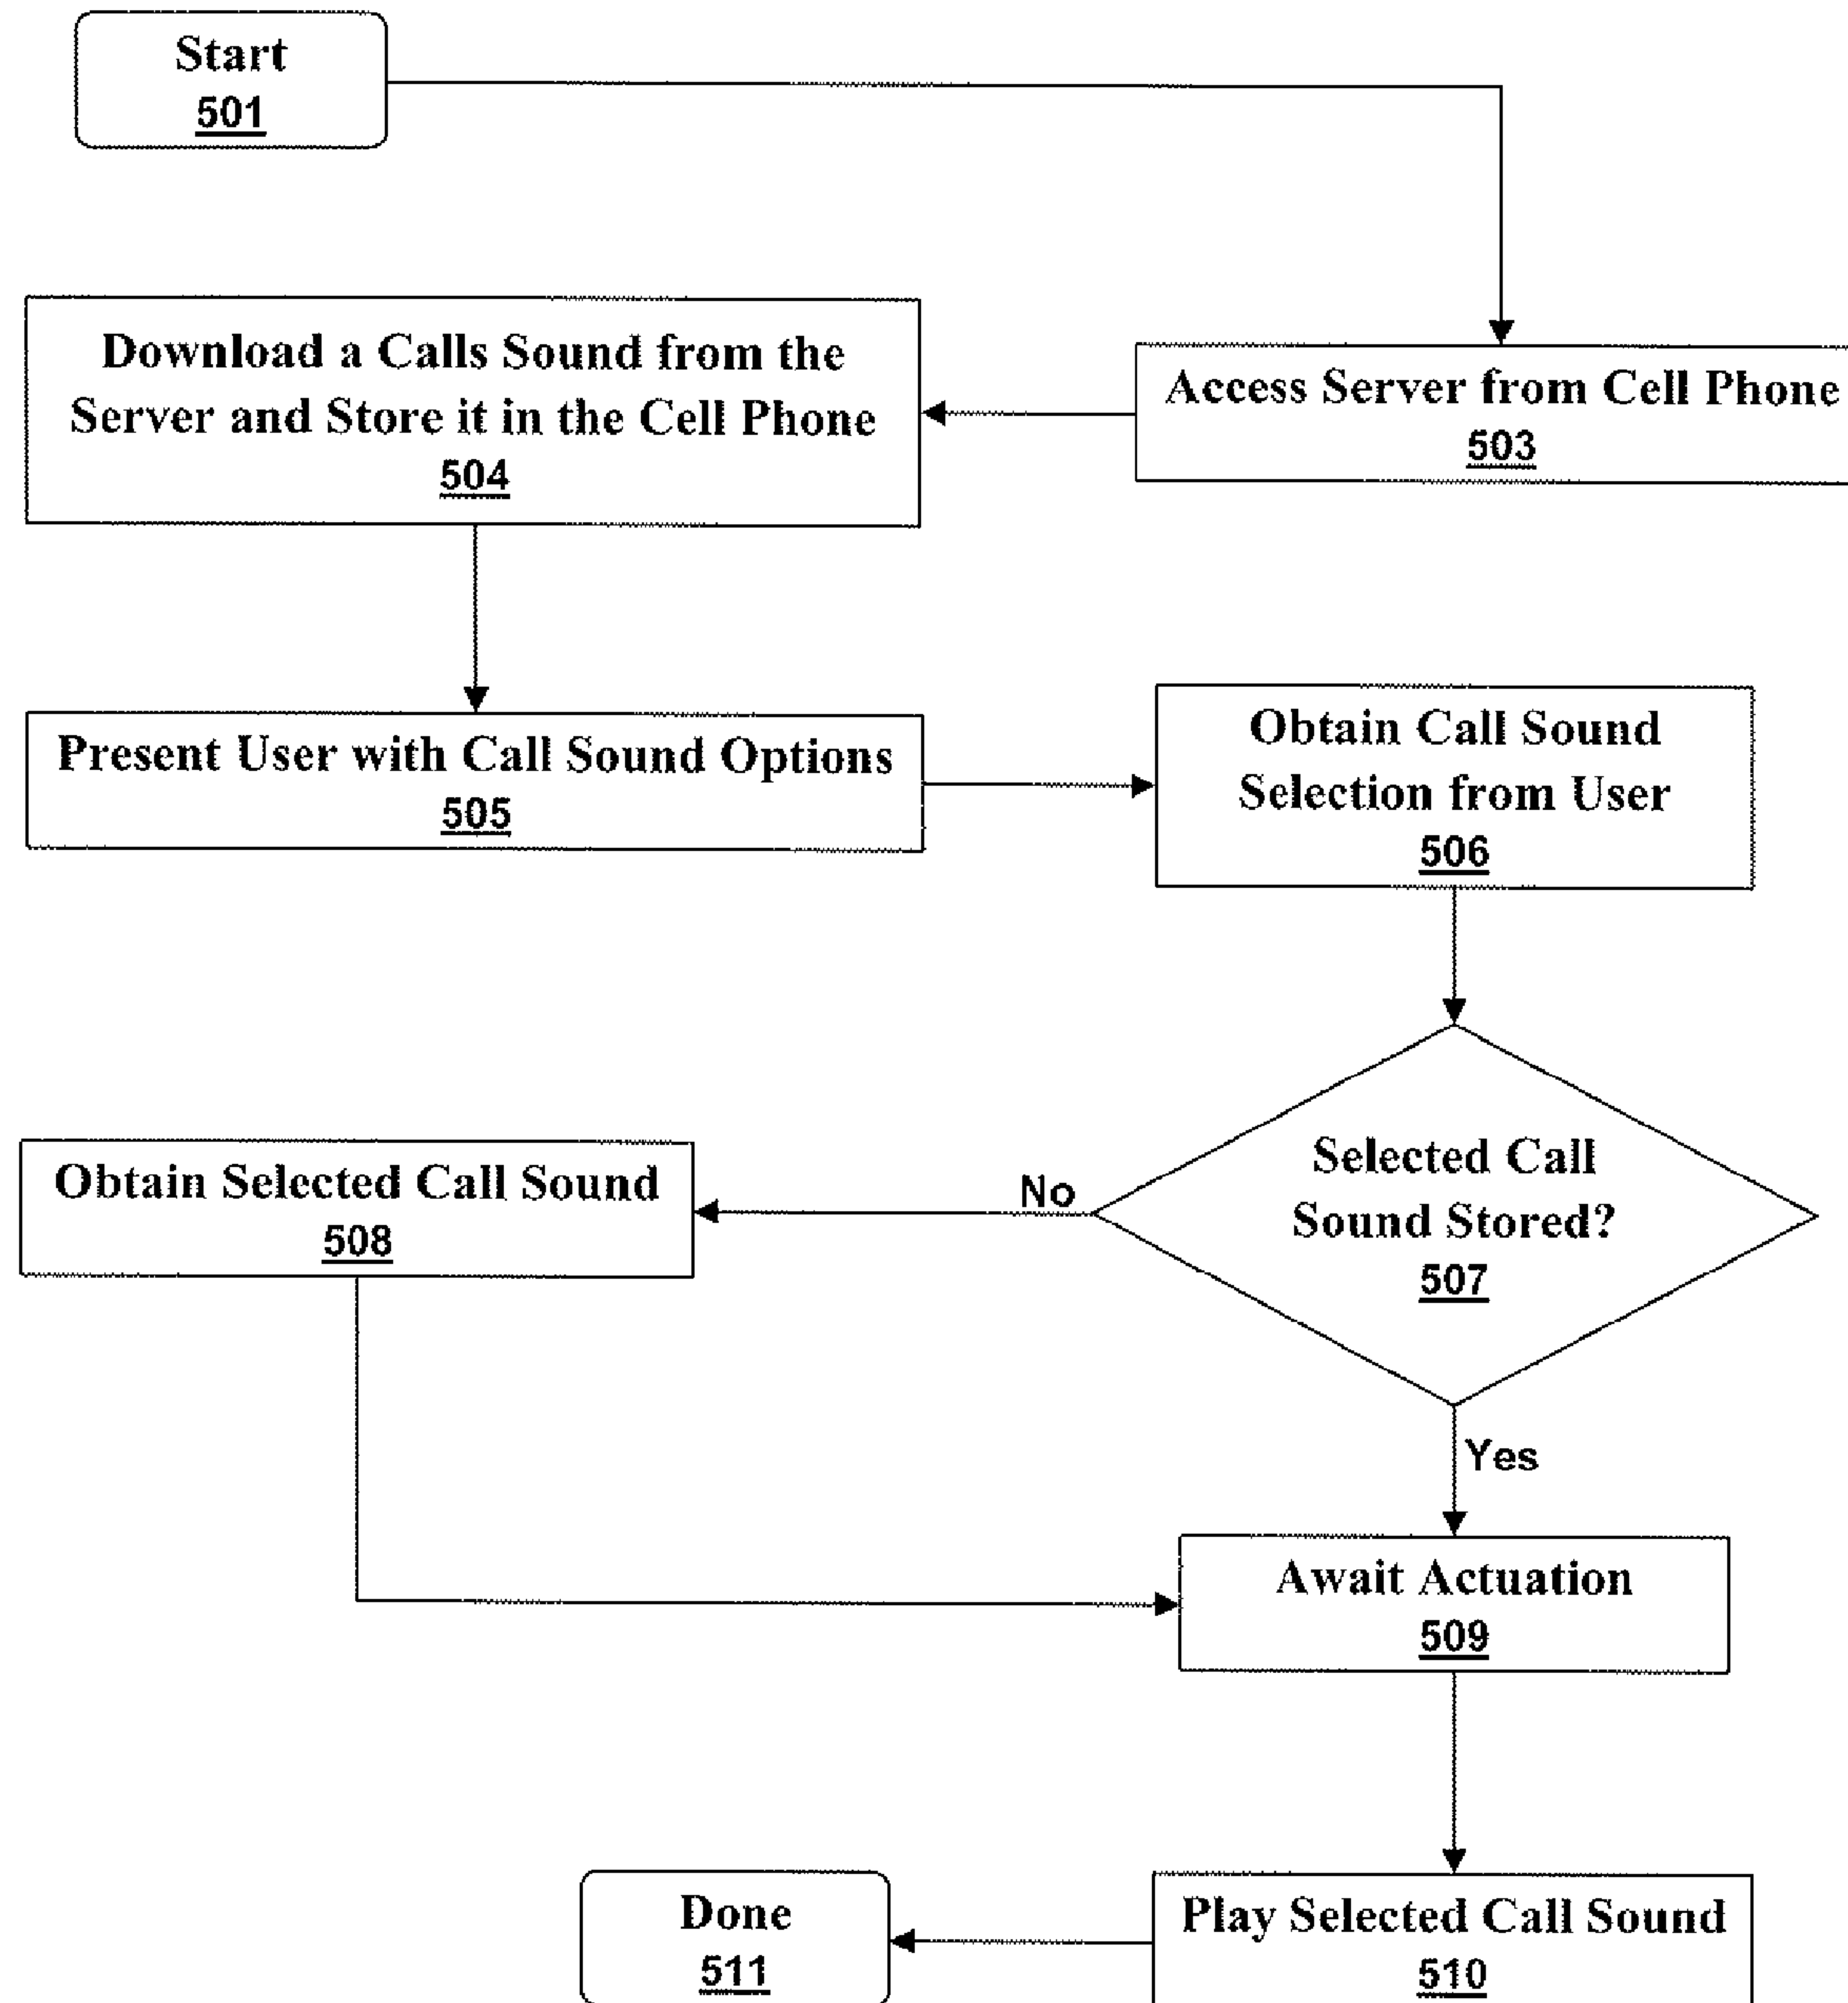 Start
501
Access Server from Cell Phone
503
Download a Calls Sound from the
Server and Store it in the Cell Phone
504
Present User with Call Sound Options
505
Obtain Call Sound
Selection from User
506
Selected Call
Sound Stored?
507
No
Obtain Selected Call Sound
508
Yes
Await Actuation
509
Play Selected Call Sound
510
Done
511